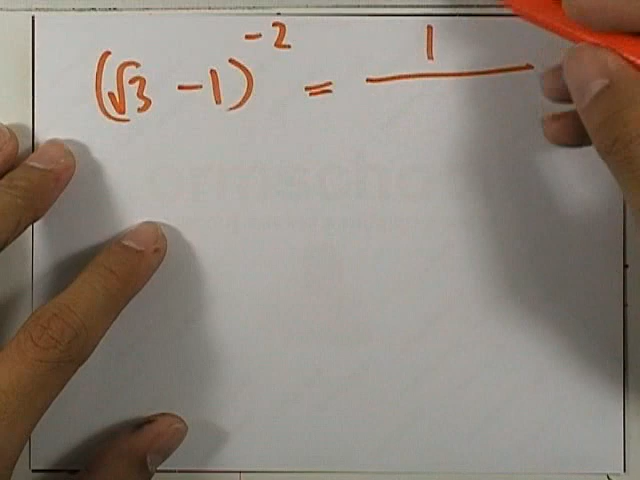 (√3 - 1)^-2 = 1/